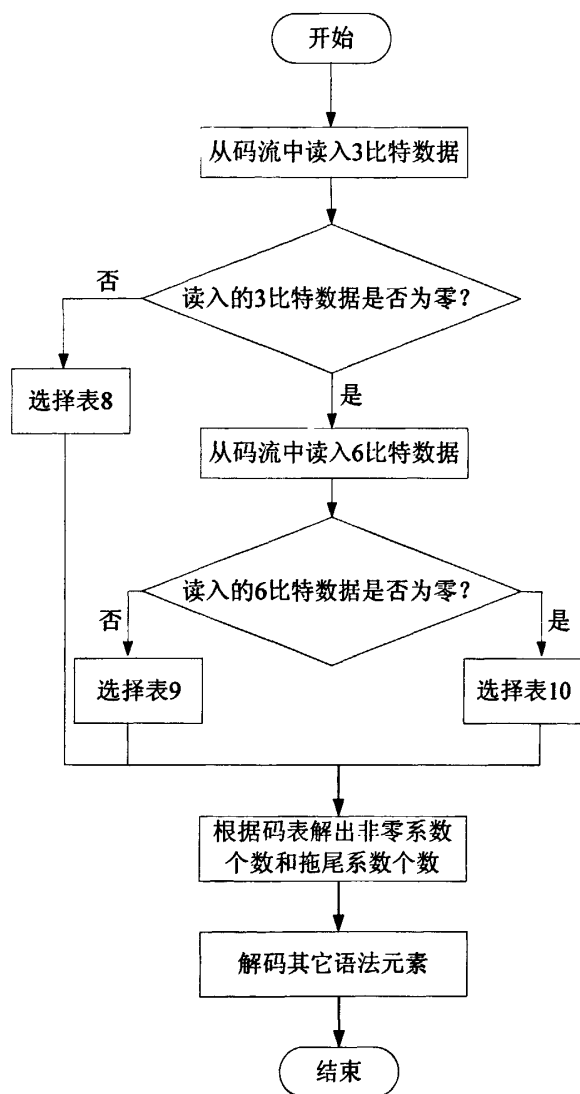 开始
从码流中读入3比特数据
读入的3比特数据是否为零？
否
是
选择表8
从码流中读入6比特数据
读入的6比特数据是否为零？
否
是
选择表9
选择表10
根据码表解出非零系数
个数和拖尾系数个数
解码其它语法元素
结束